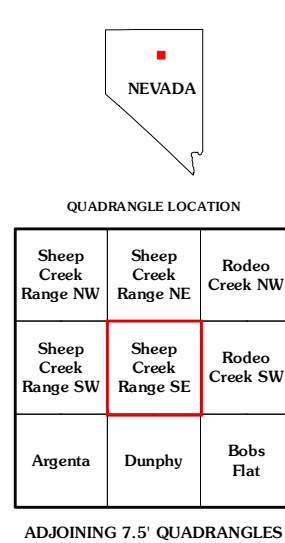 NEVADA
QUADRANGLE LOCATION
Sheep
Creek
Range NW
Sheep
Creek
Range NE
Rodeo
Creek NW
Sheep
Creek
Range SW
Sheep
Creek
Range SE
Rodeo
Creek SW
Argenta
Dunphy
Bobs
Flat
ADJOINING 7.5' QUADRANGLES